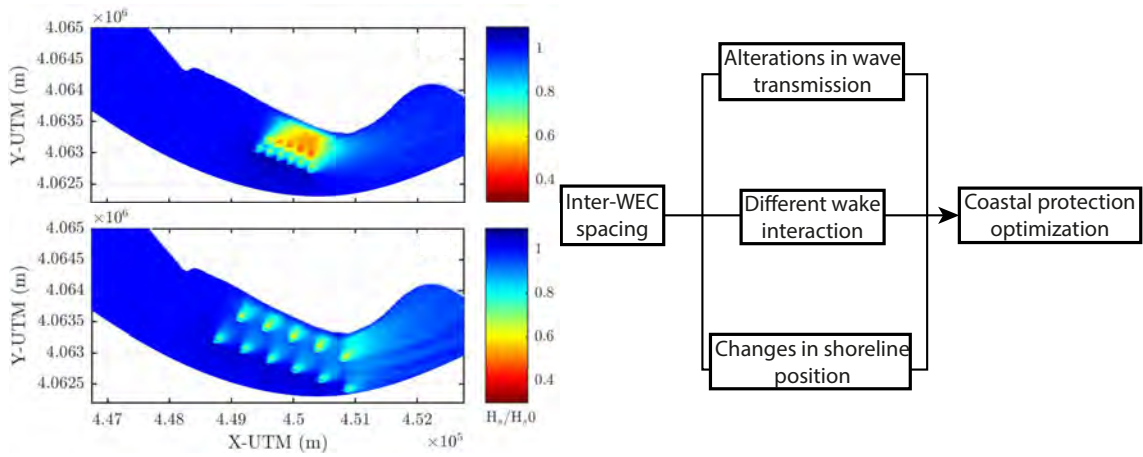 ×10⁶
4.065
4.0645
4.064
4.0635
4.063
4.0625
Y-UTM (m)
1
0.8
0.6
0.4
×10⁶
4.065
4.0645
4.064
4.0635
4.063
4.0625
Y-UTM (m)
1
0.8
0.6
0.4
H_s/H_s0
4.47 4.48 4.49 4.5 4.51 4.52
X-UTM (m)
×10⁵
Alterations in wave
transmission
Inter-WEC
spacing
Different wake
interaction
Coastal protection
optimization
Changes in shoreline
position